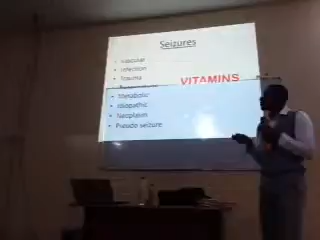 Seizures
• Vascular
• Infection
• Trauma
VITAMINS
• Metabolic
• Idiopathic
• Neoplasm
• Pseudo seizure